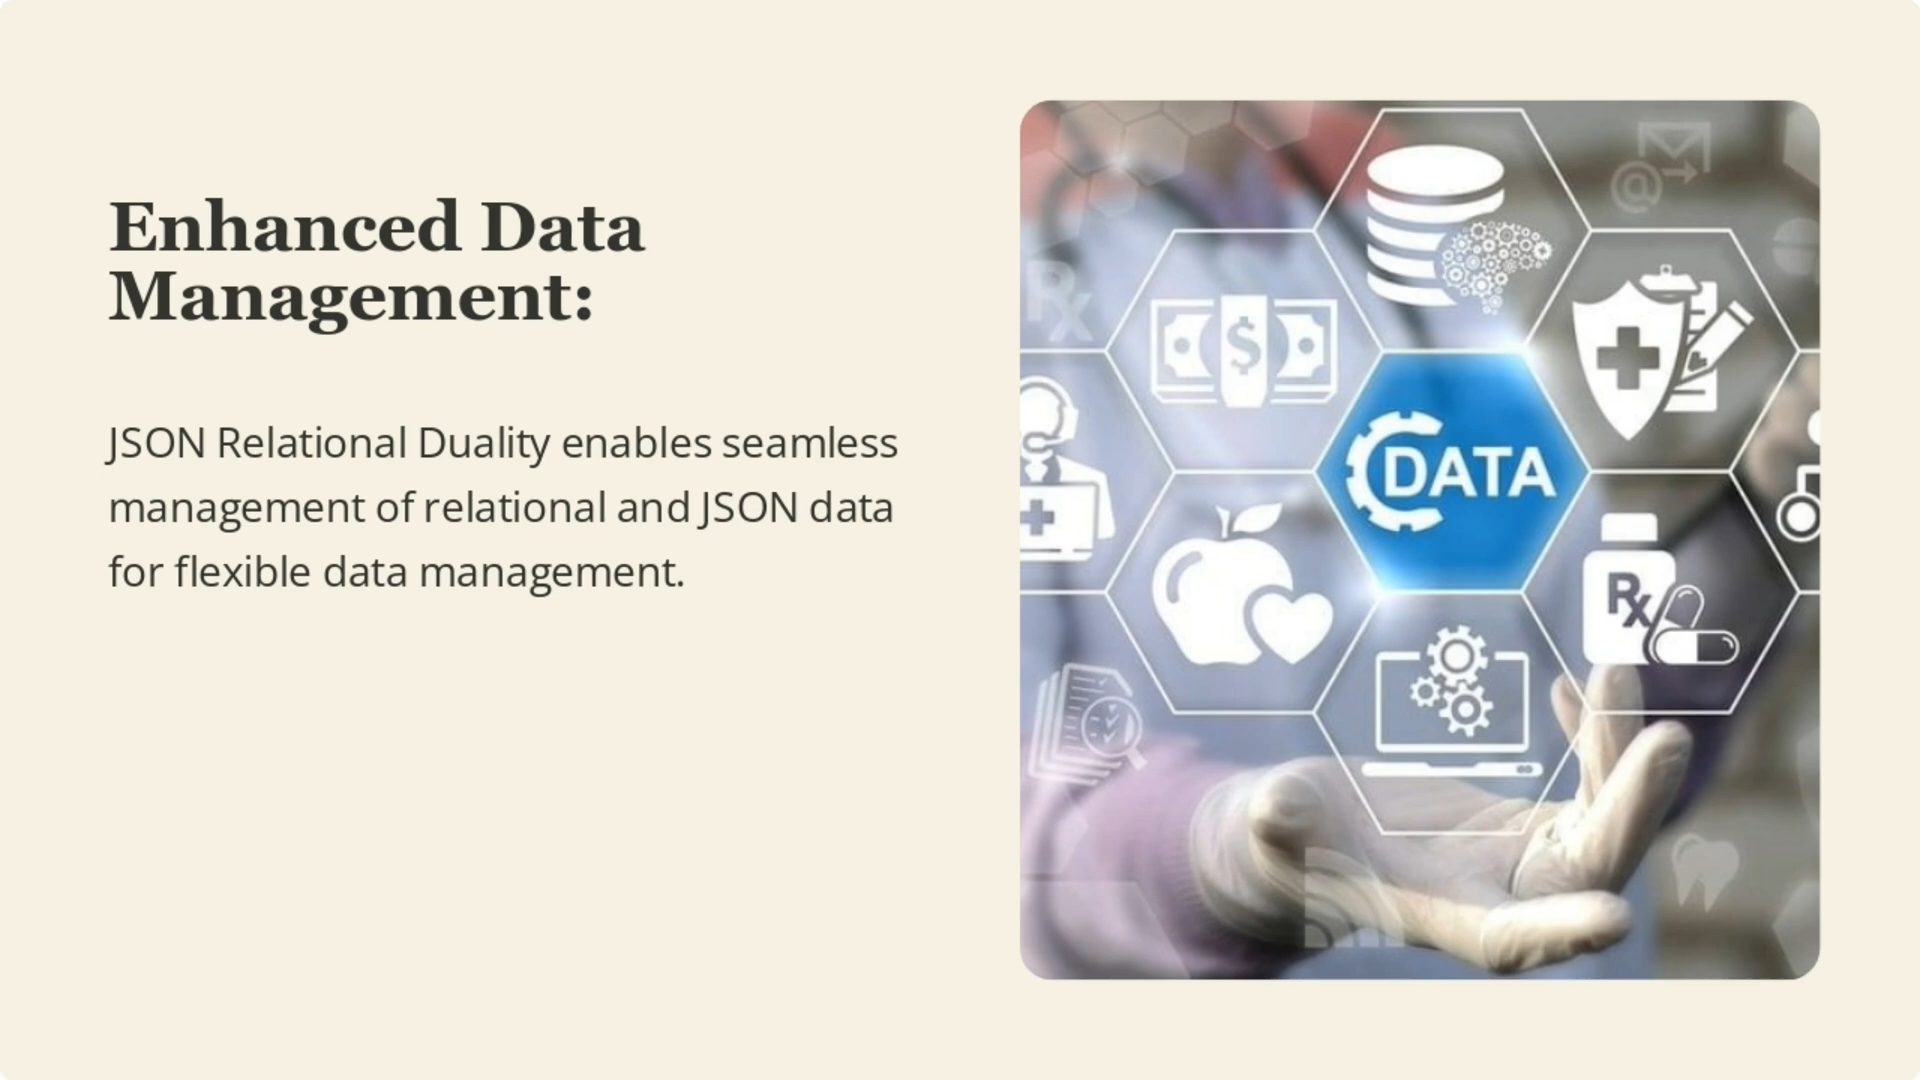 Enhanced Data
Management:
JSON Relational Duality enables seamless
management of relational and JSON data
for flexible data management.
@
Rx
$
DATA
Rx